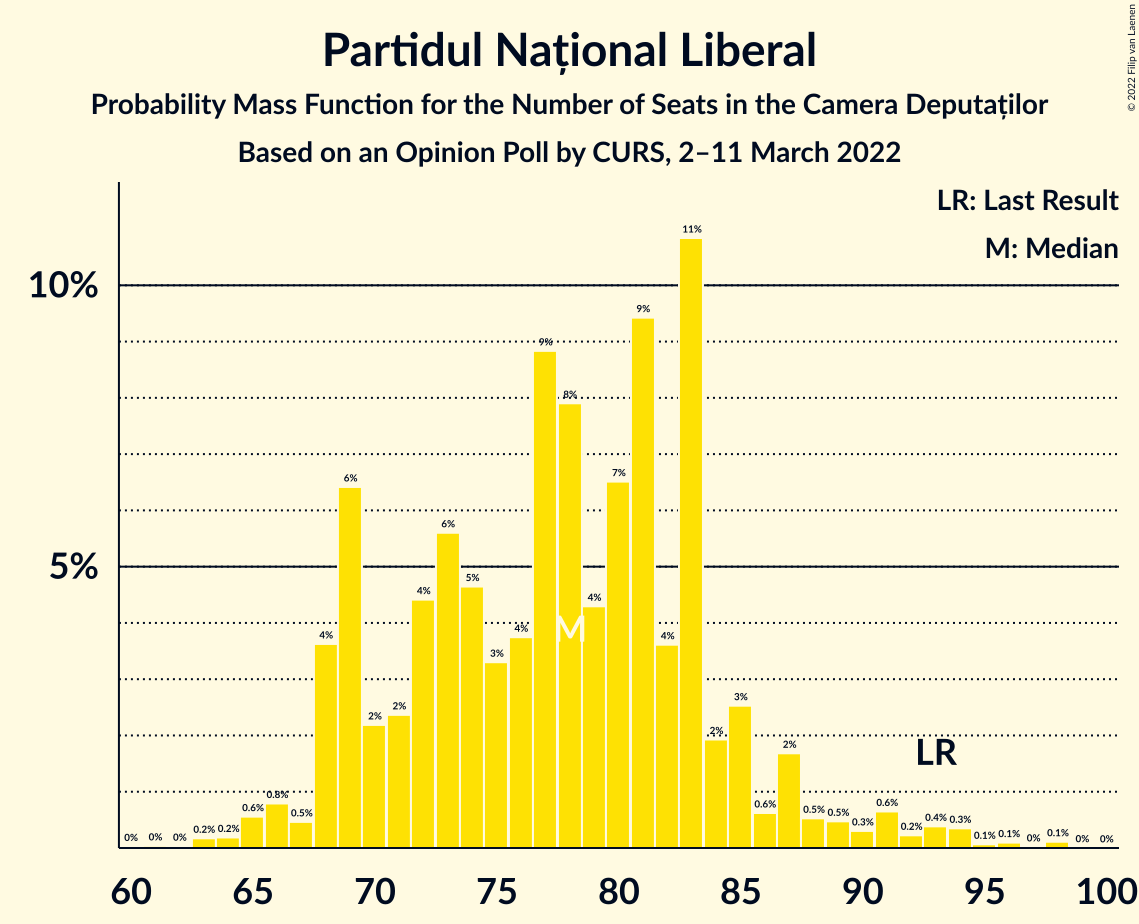 Partidul Național Liberal
Probability Mass Function for the Number of Seats in the Camera Deputaților
Based on an Opinion Poll by CURS, 2–11 March 2022
© 2022 Filip van Laenen
LR: Last Result
M: Median
10%
5%
0% 0% 0% 0.2% 0.2% 0.6% 0.8% 0.5% 4% 6% 2% 2% 4% 6% 5% 3% 4% 9% 8% 4% 7% 9% 4% 11% 2% 3% 0.6% 2% 0.5% 0.5% 0.3% 0.6% 0.2% 0.4% 0.3% 0.1% 0.1% 0% 0.1% 0% 0%
M
LR
60 65 70 75 80 85 90 95 100